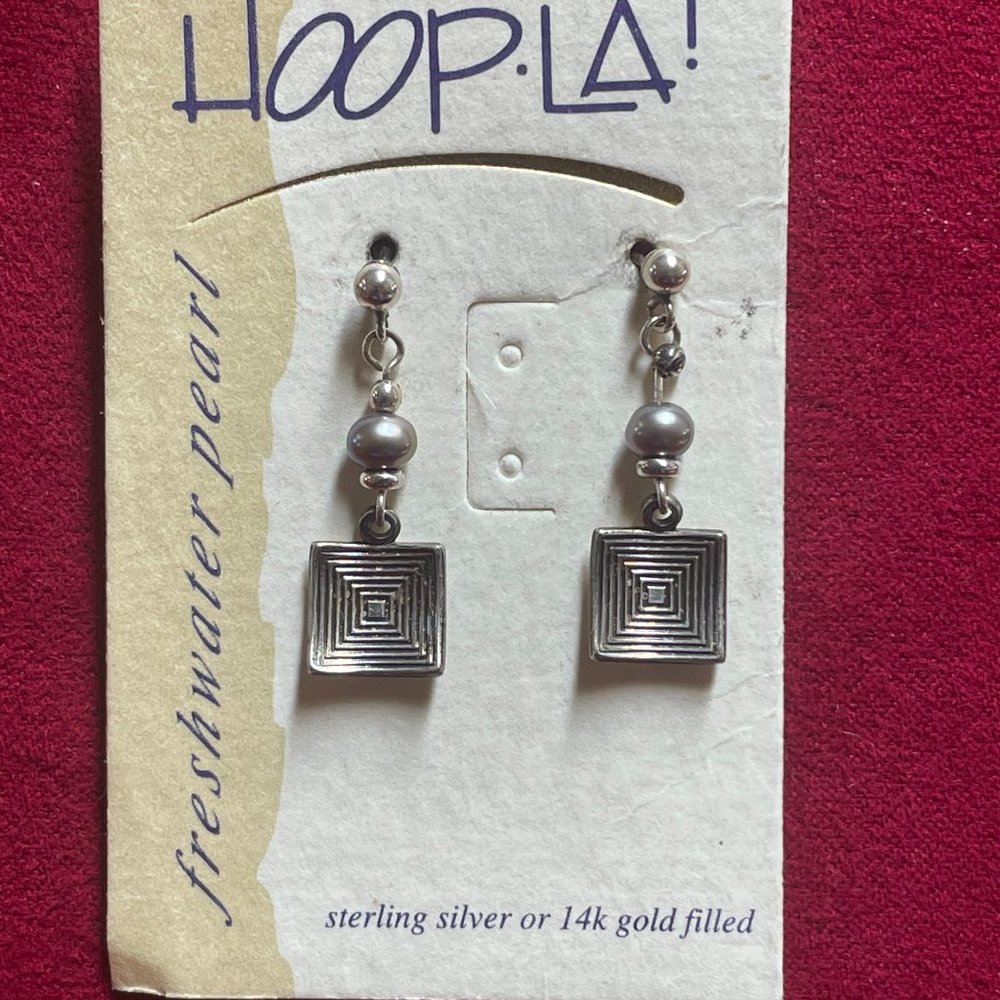 HOOP·LA!
freshwater pearl
sterling silver or 14k gold filled